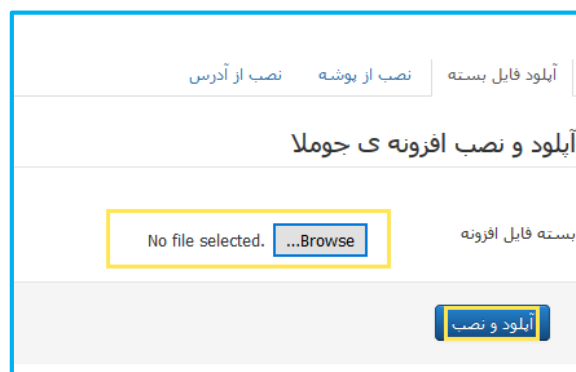 آپلود فایل بسته
نصب از پوشه
نصب از آدرس
آپلود و نصب افزونه ی جوملا
بسته فایل افزونه
Browse...
No file selected.
آپلود و نصب